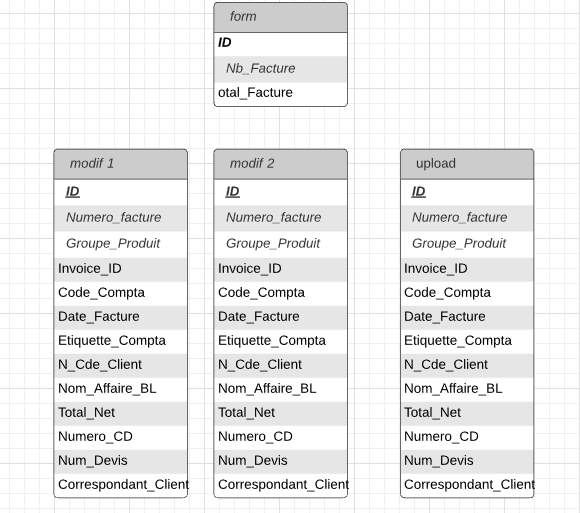 form
ID
Nb_Facture
otal_Facture
modif 1
ID
Numero_facture
Groupe_Produit
Invoice_ID
Code_Compta
Date_Facture
Etiquette_Compta
N_Cde_Client
Nom_Affaire_BL
Total_Net
Numero_CD
Num_Devis
Correspondant_Client
modif 2
ID
Numero_facture
Groupe_Produit
Invoice_ID
Code_Compta
Date_Facture
Etiquette_Compta
N_Cde_Client
Nom_Affaire_BL
Total_Net
Numero_CD
Num_Devis
Correspondant_Client
upload
ID
Numero_facture
Groupe_Produit
Invoice_ID
Code_Compta
Date_Facture
Etiquette_Compta
N_Cde_Client
Nom_Affaire_BL
Total_Net
Numero_CD
Num_Devis
Correspondant_Client